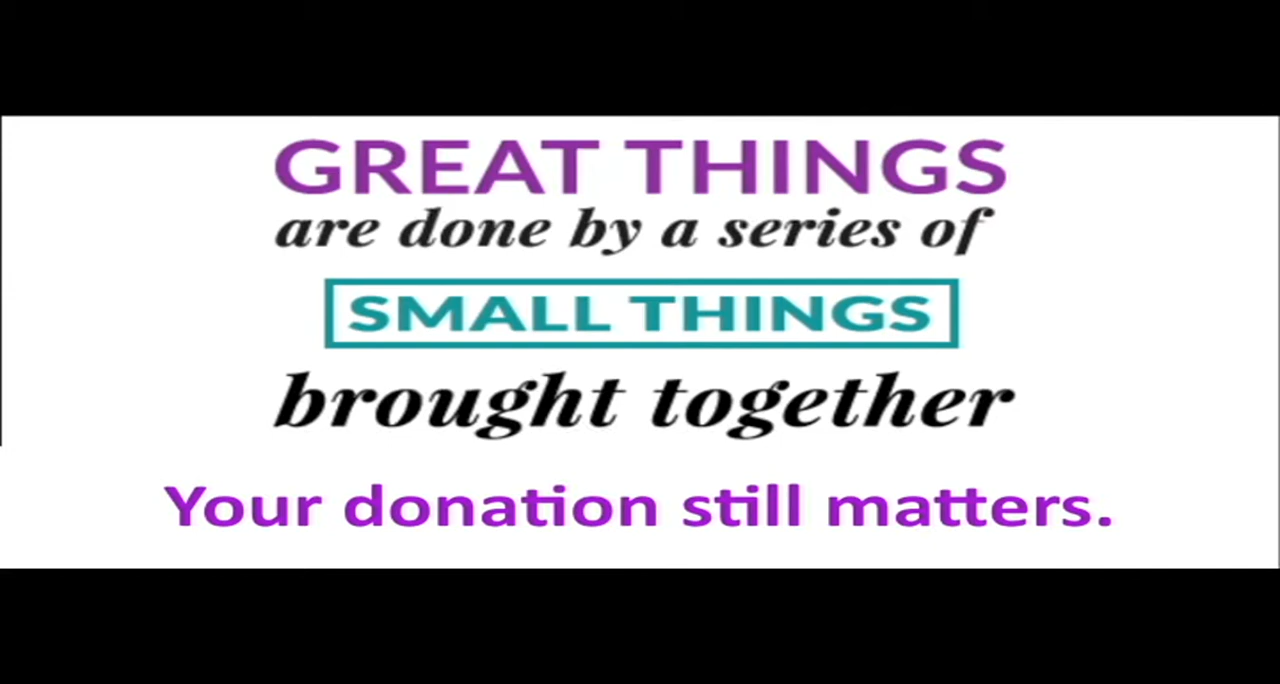 GREAT THINGS
are done by a series of
SMALL THINGS
brought together
Your donation still matters.